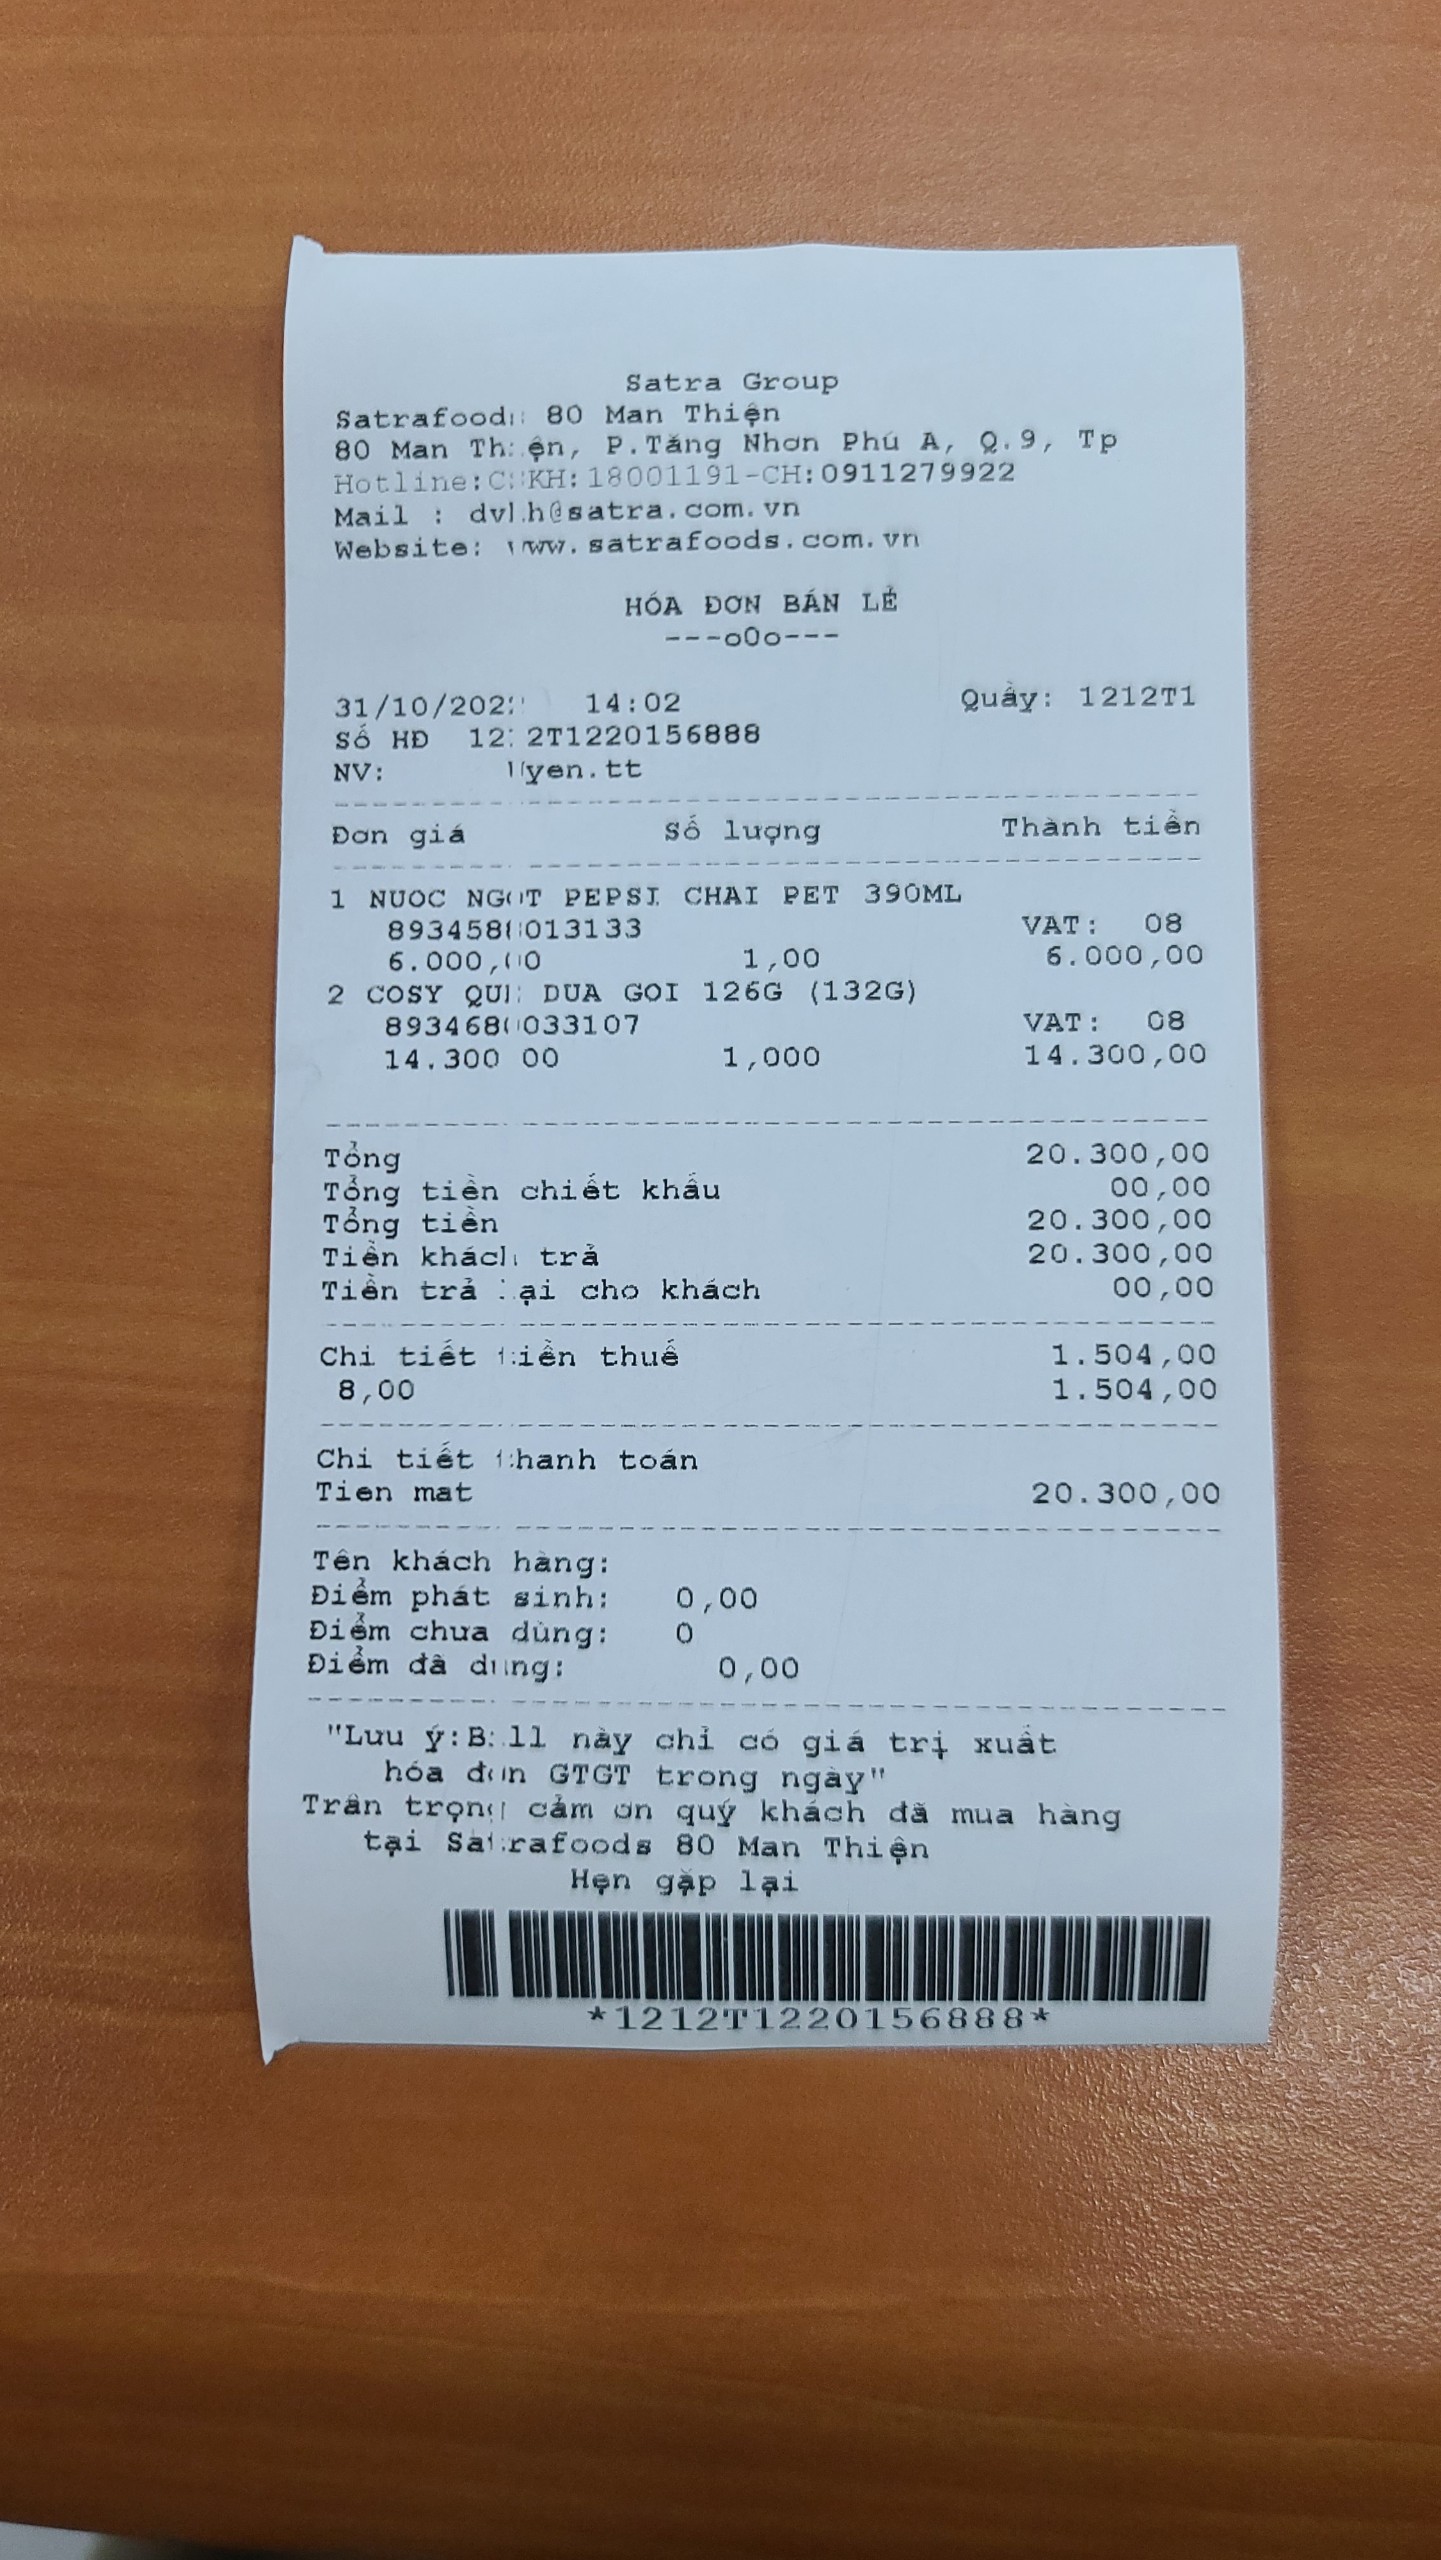 Satra Group
Satrafoods 80 Man Thiện
80 Man Thiện, P.Tăng Nhơn Phú A, Q.9, Tp
Hotline:CSKH:18001191-CH:0911279922
Mail : dvkh@satra.com.vn
Website: www.satrafoods.com.vn
HÓA ĐƠN BÁN LẺ
---o0o---
31/10/2022 14:02 Quầy: 1212T1
Số HĐ 1212T1220156888
NV: Uyen.tt
Đơn giá Số lượng Thành tiền
1 NUOC NGOT PEPSI CHAI PET 390ML
8934588013133 VAT: 08
6.000,00 1,00 6.000,00
2 COSY QUE DUA GOI 126G (132G)
8934680033107 VAT: 08
14.300 00 1,000 14.300,00
Tổng 20.300,00
Tổng tiền chiết khấu 00,00
Tổng tiền 20.300,00
Tiền khách trả 20.300,00
Tiền trả lại cho khách 00,00
Chi tiết tiền thuế 1.504,00
8,00 1.504,00
Chi tiết thanh toán
Tien mat 20.300,00
Tên khách hàng:
Điểm phát sinh: 0,00
Điểm chưa dùng: 0
Điểm đã dùng: 0,00
"Lưu ý:Bill này chỉ có giá trị xuất
hóa đơn GTGT trong ngày"
Trân trọng cảm ơn quý khách đã mua hàng
tại Satrafoods 80 Man Thiện
Hẹn gặp lại
*1212T1220156888*